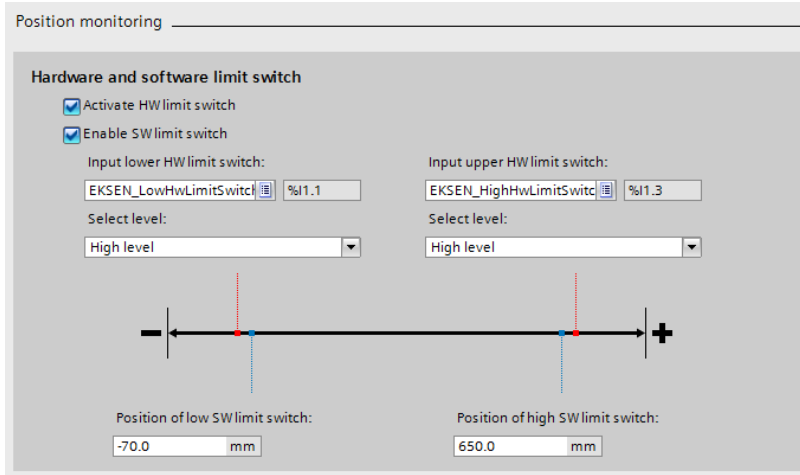 Position monitoring
Hardware and software limit switch
Activate HW limit switch
Enable SW limit switch
Input lower HW limit switch: Input upper HW limit switch:
EKSEN_LowHwLimitSwitch %I1.1 EKSEN_HighHwLimitSwitc %I1.3
Select level: Select level:
High level High level
Position of low SW limit switch: Position of high SW limit switch:
-70.0 mm 650.0 mm